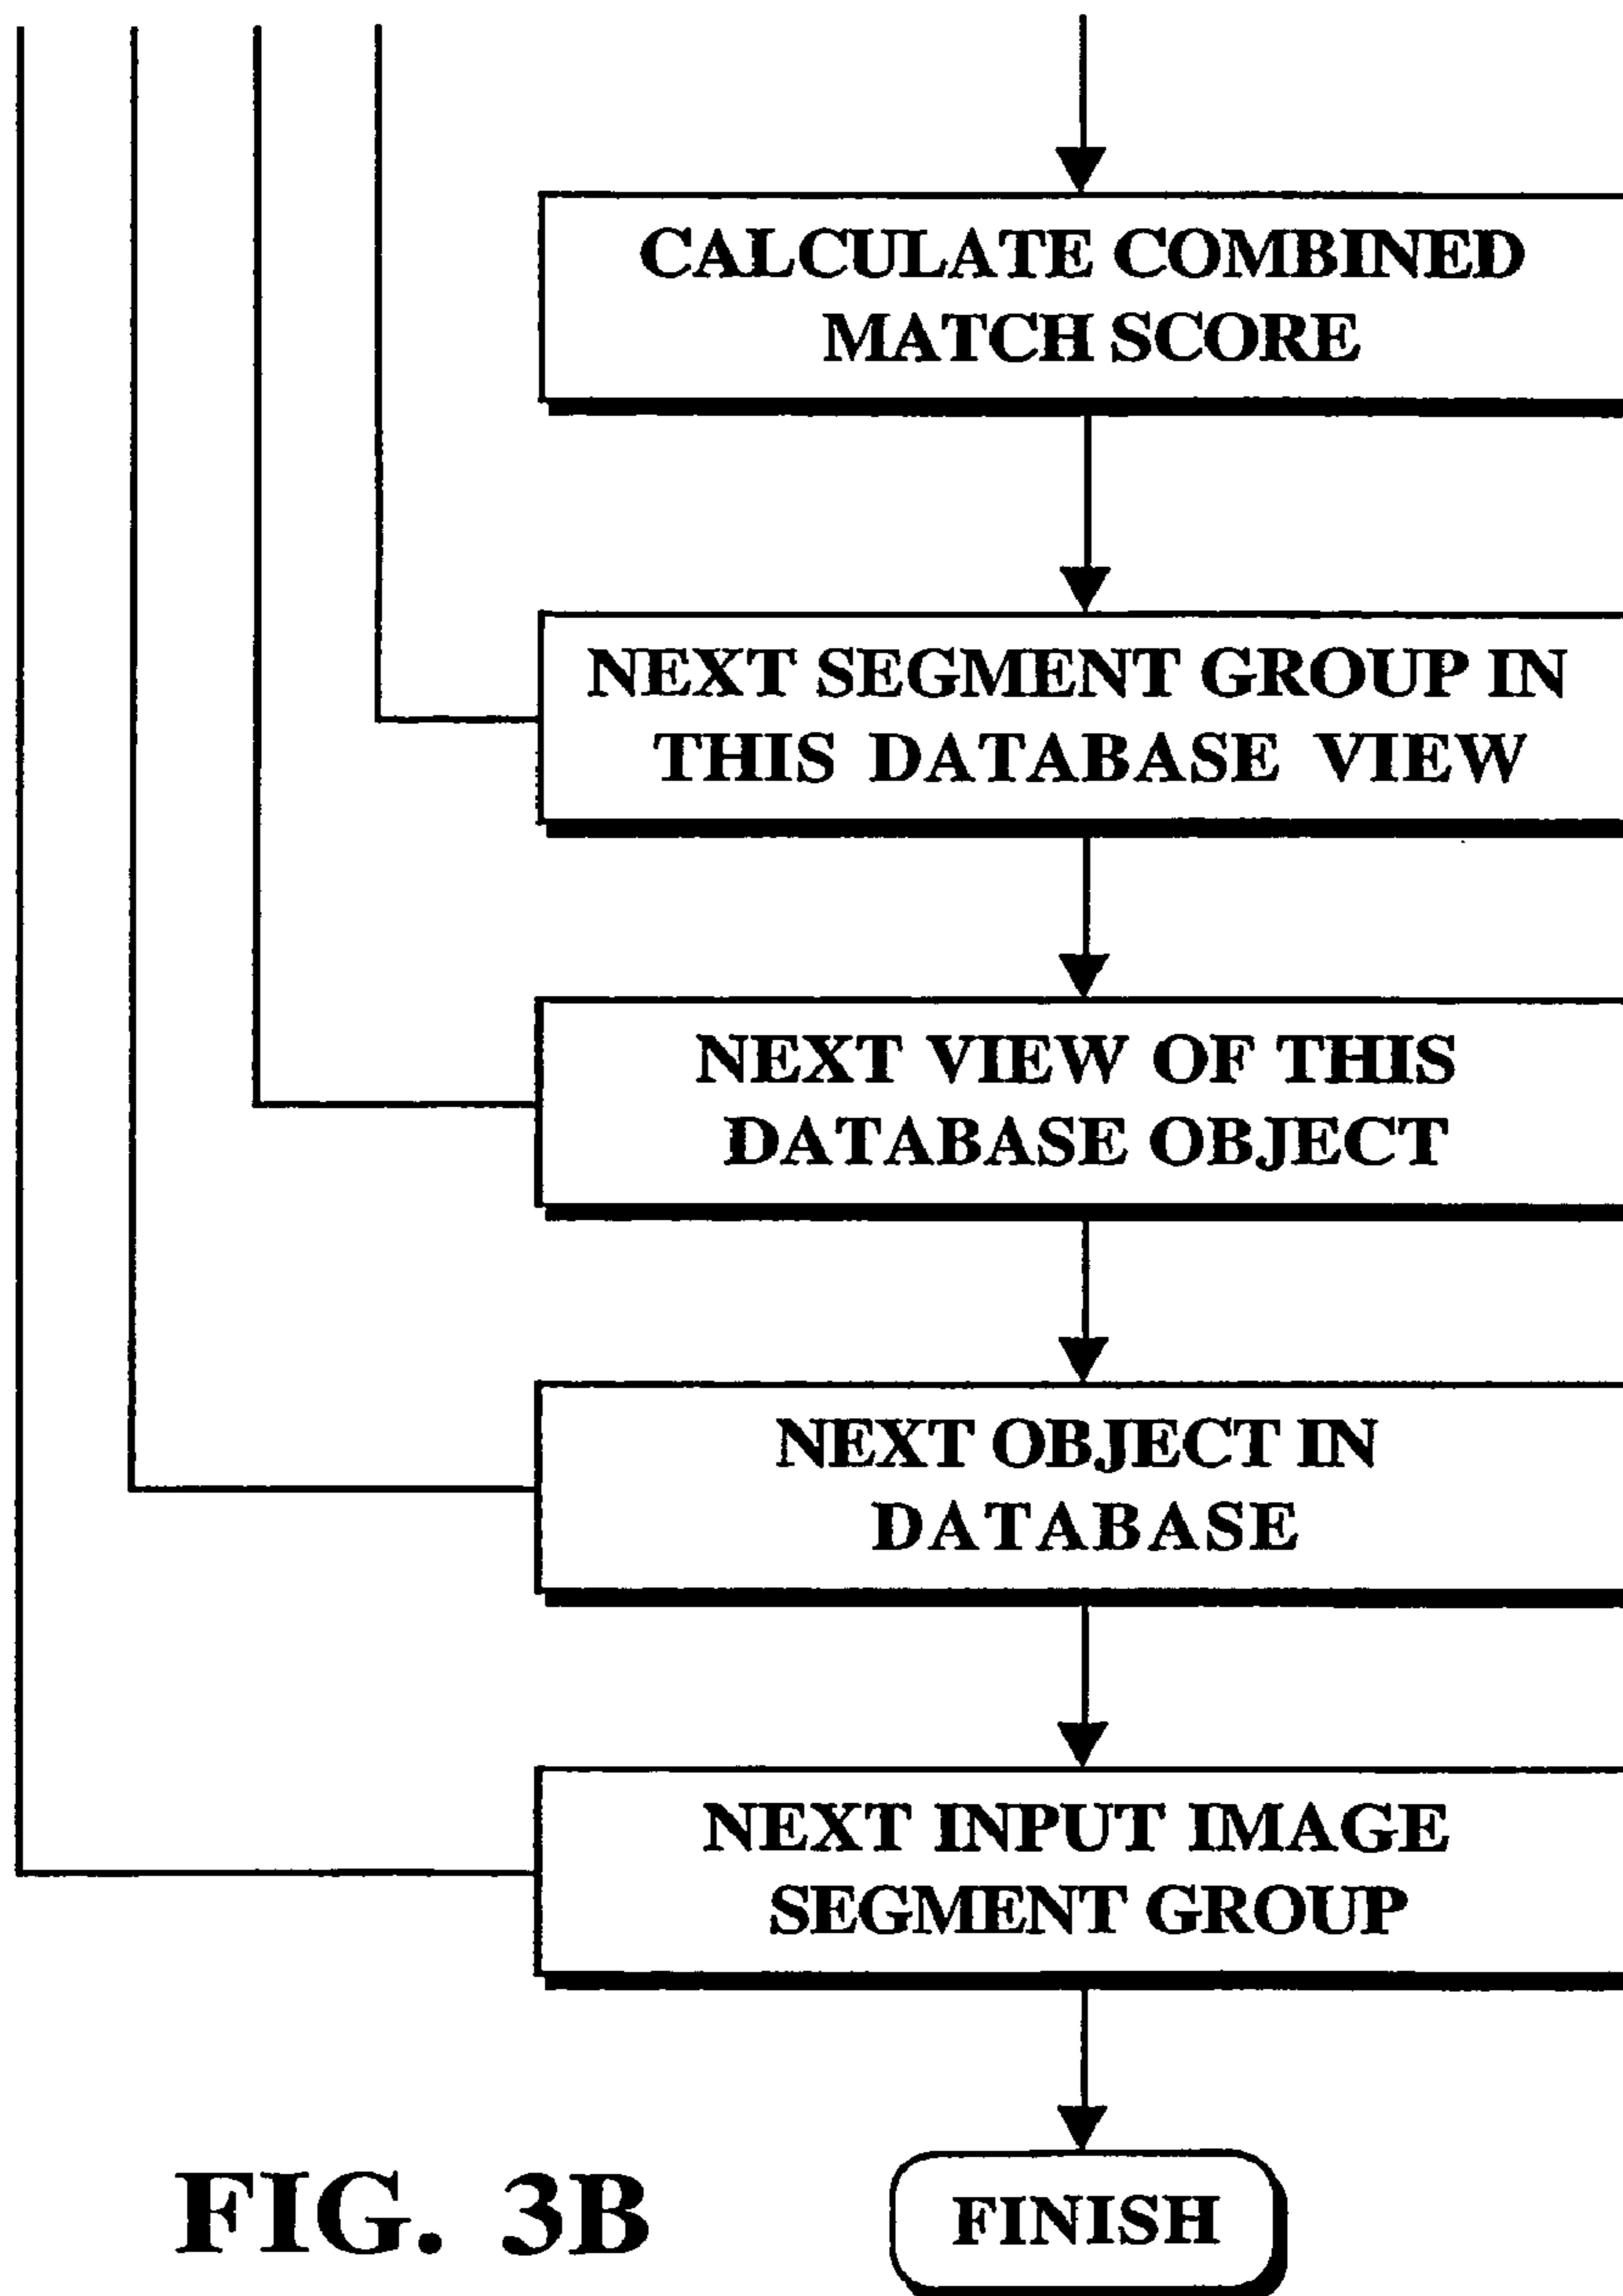 CALCULATE COMBINED
MATCH SCORE
NEXT SEGMENT GROUP IN
THIS DATABASE VIEW
NEXT VIEW OF THIS
DATABASE OBJECT
NEXT OBJECT IN
DATABASE
NEXT INPUT IMAGE
SEGMENT GROUP
FINISH
FIG. 3B